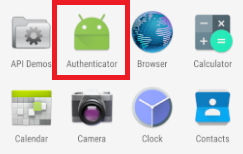 API Demos Authenticator Browser Calculator
Calendar Camera Clock Contacts